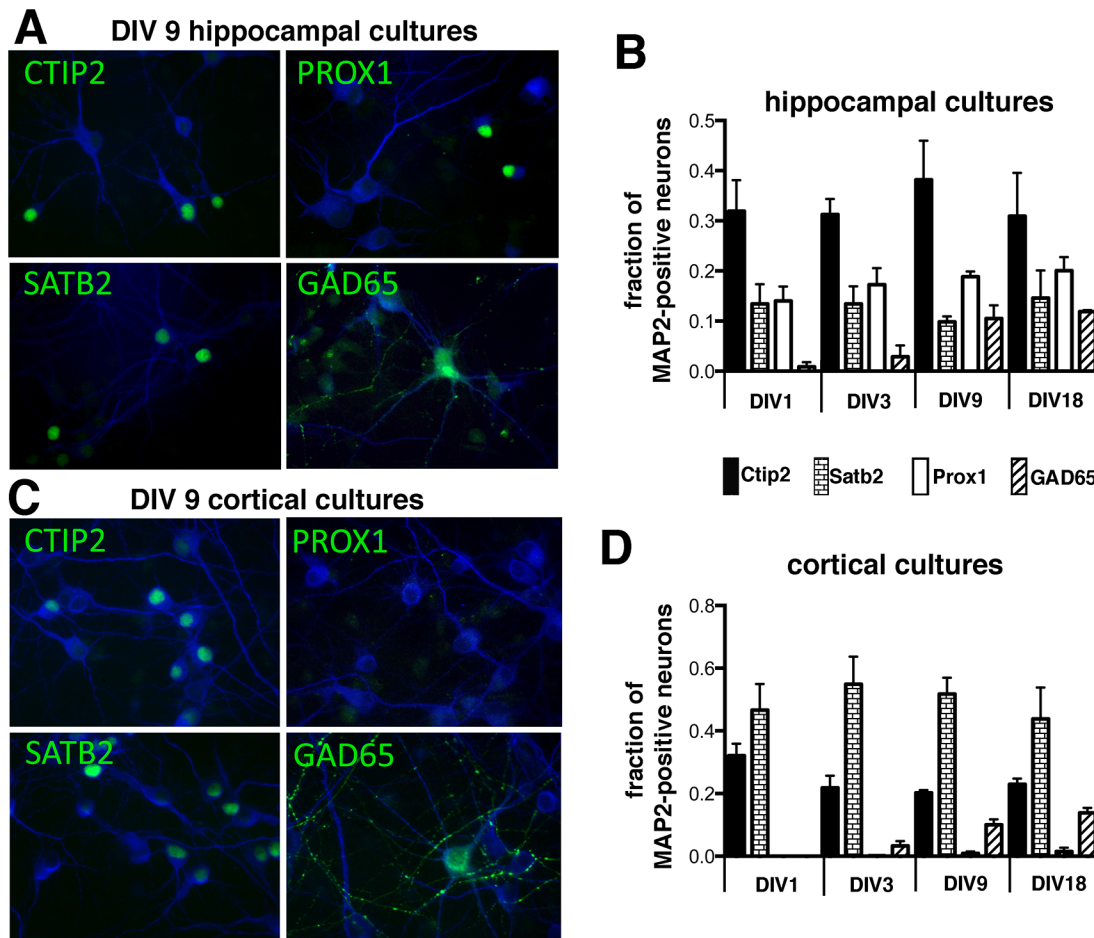 A
DIV 9 hippocampal cultures
CTIP2
PROX1
SATB2
GAD65
B
hippocampal cultures
fraction of
MAP2-positive neurons
0.5
0.4
0.3
0.2
0.1
0.0
DIV1
DIV3
DIV9
DIV18
Ctip2
Satb2
Prox1
GAD65
C
DIV 9 cortical cultures
CTIP2
PROX1
SATB2
GAD65
D
cortical cultures
fraction of
MAP2-positive neurons
0.8
0.6
0.4
0.2
0.0
DIV1
DIV3
DIV9
DIV18